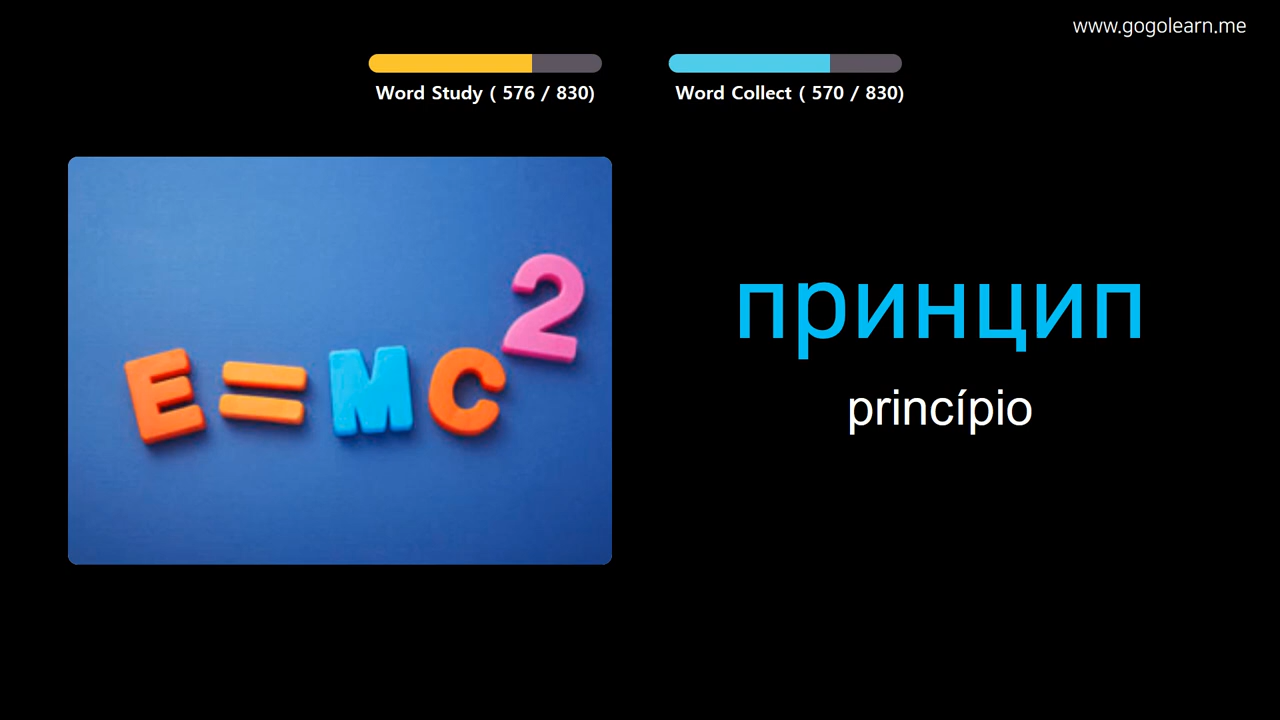 www.gogolearn.me
Word Study ( 576 / 830)
Word Collect ( 570 / 830)
E=MC²
принцип
princípio